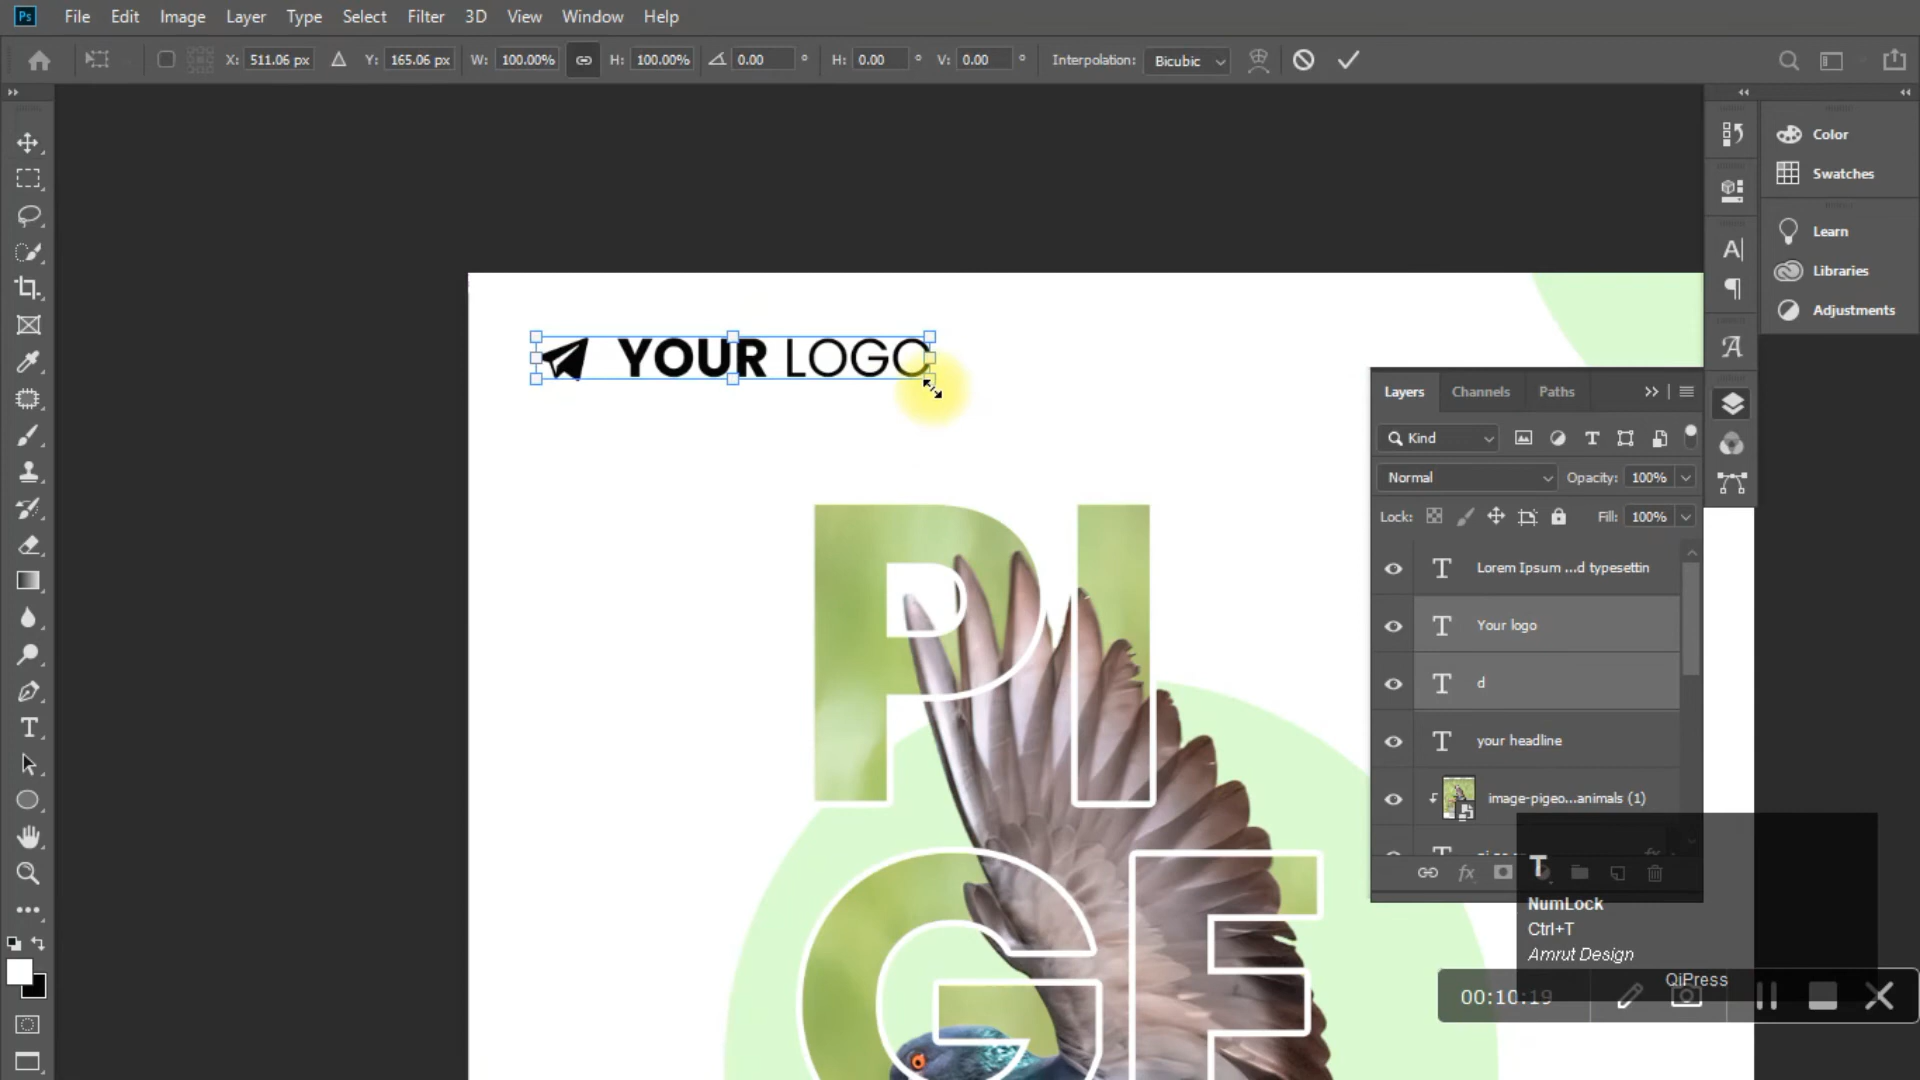 Ps File Edit Image Layer Type Select Filter 3D View Window Help
X: 511.06 px Y: 165.06 px W: 100.00% H: 100.00% 0.00 ° H: 0.00 ° V: 0.00 ° Interpolation: Bicubic
Color
Swatches
Learn
Libraries
Adjustments
YOUR LOGO
PI
GE
Layers Channels Paths
Kind
Normal Opacity: 100%
Lock: Fill: 100%
Lorem Ipsum ...d typesettin
Your logo
d
your headline
image-pigeo...animals (1)
T
NumLock
Ctrl+T
Amrut Design
QiPress
00:10:19